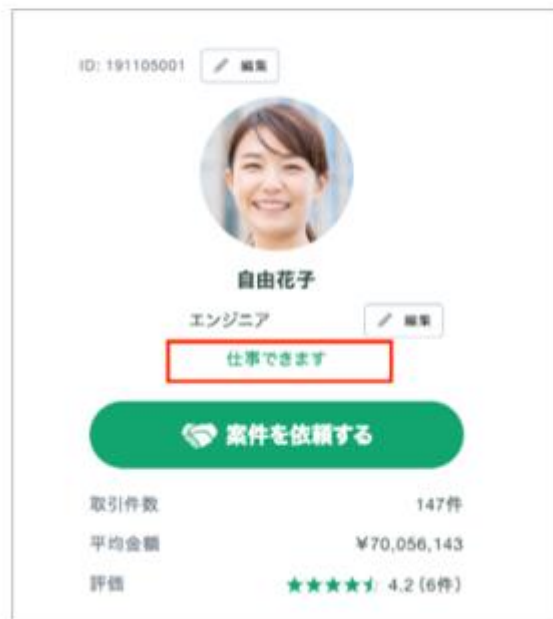 ID: 191105001 編集
自由花子
エンジニア 編集
仕事できます
案件を依頼する
取引件数 147件
平均金額 ¥70,056,143
評価 ★★★★⯨ 4.2 (6件)